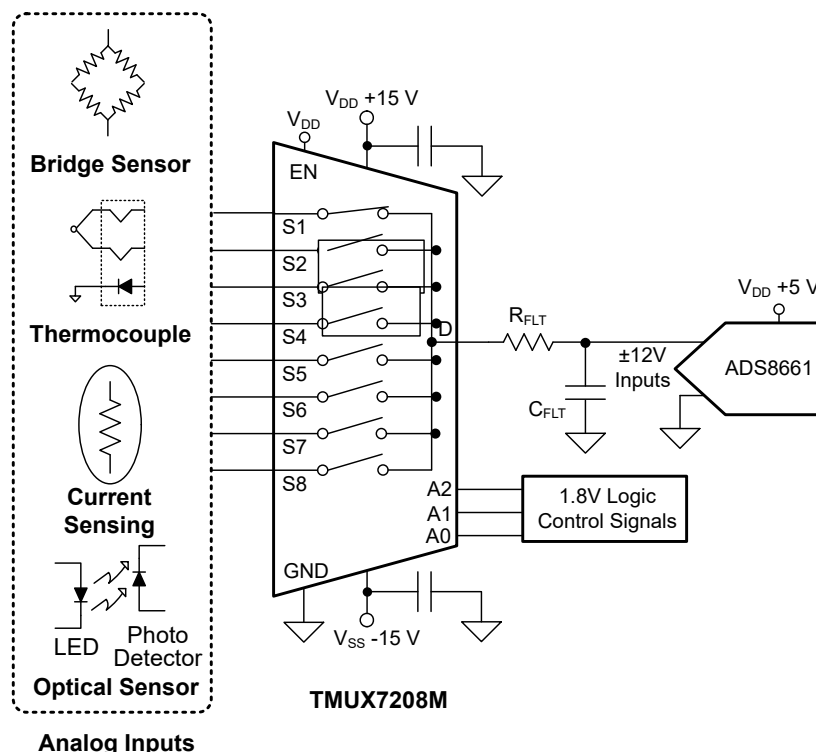 Bridge Sensor
Thermocouple
Current
Sensing
LED
Photo
Detector
Optical Sensor
Analog Inputs
VDD
VDD +15 V
EN
S1
S2
S3
S4
S5
S6
S7
S8
D
A2
A1
A0
GND
VSS -15 V
TMUX7208M
RFLT
CFLT
±12V
Inputs
VDD +5 V
ADS8661
1.8V Logic
Control Signals